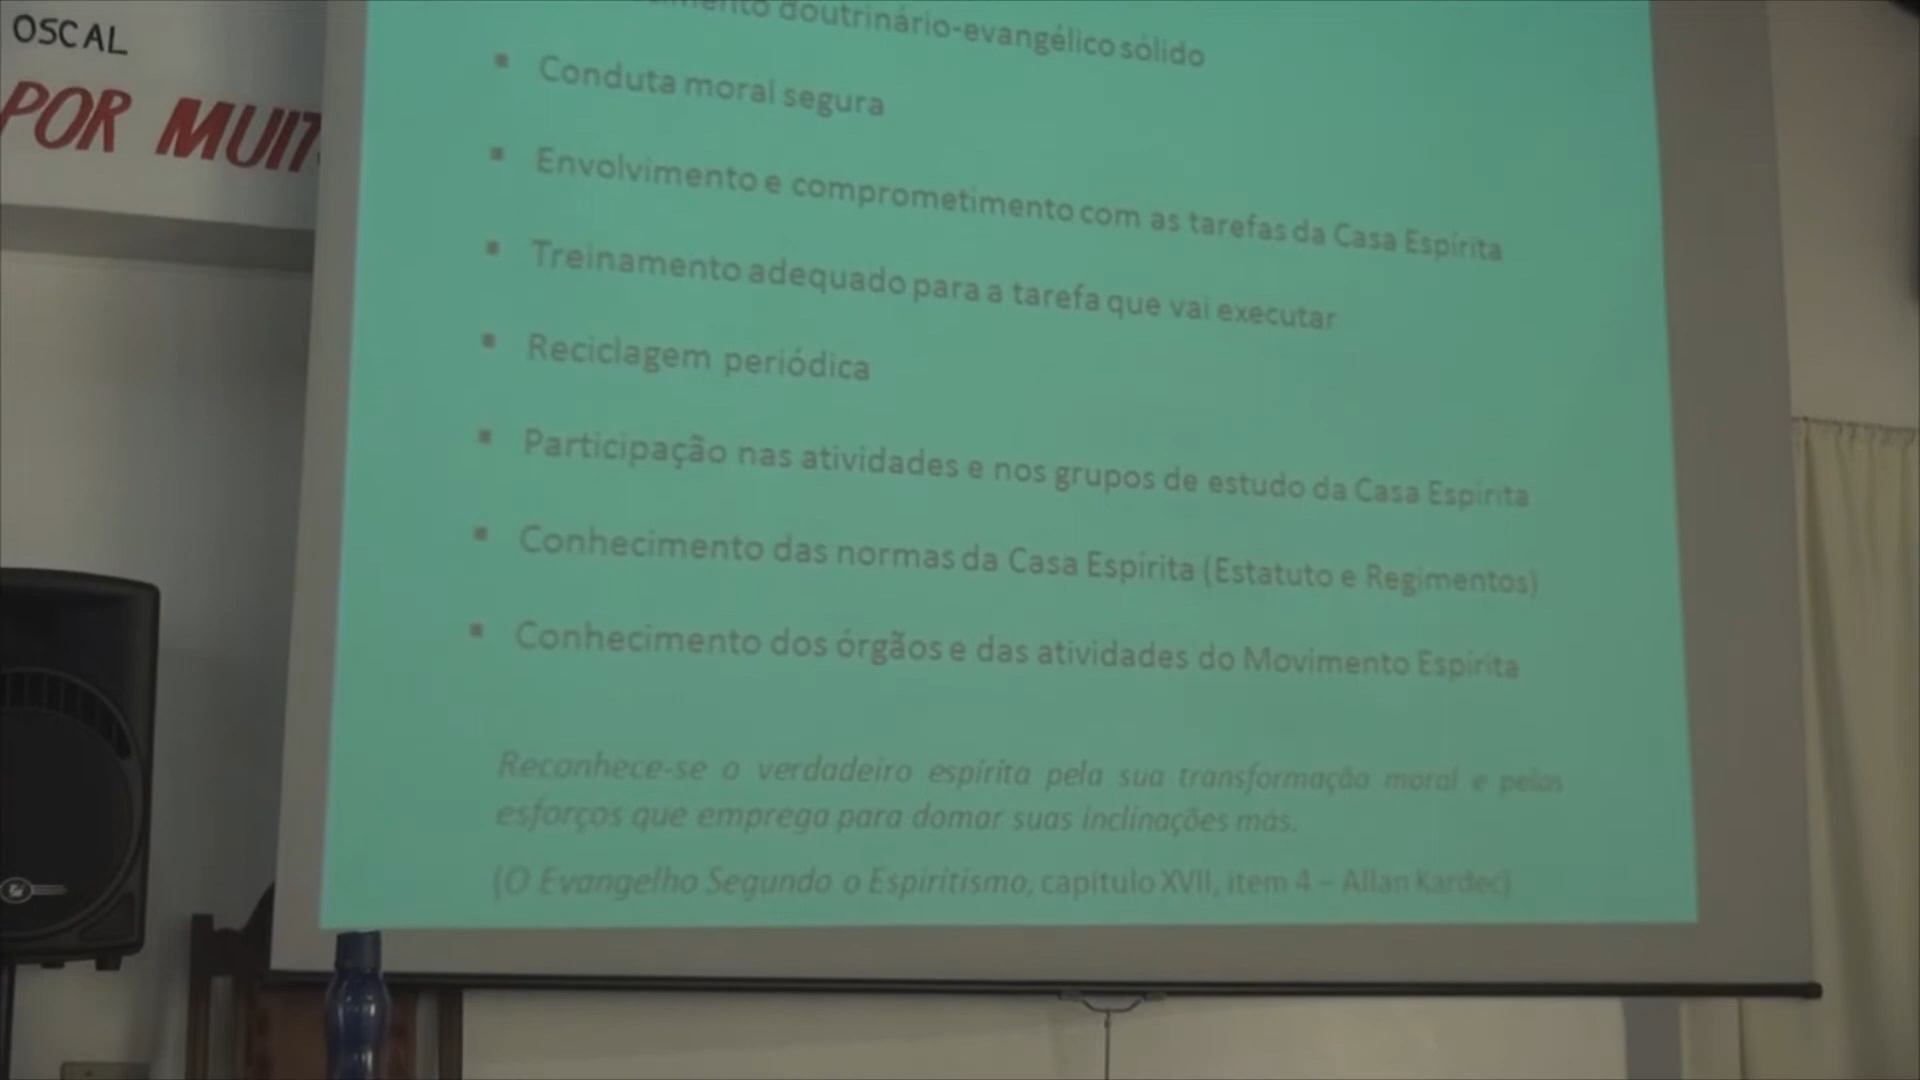 OSCAL
POR MUIT
doutrinário-evangélico sólido
▪ Conduta moral segura
▪ Envolvimento e comprometimento com as tarefas da Casa Espírita
▪ Treinamento adequado para a tarefa que vai executar
▪ Reciclagem periódica
▪ Participação nas atividades e nos grupos de estudo da Casa Espírita
▪ Conhecimento das normas da Casa Espírita (Estatuto e Regimentos)
▪ Conhecimento dos órgãos e das atividades do Movimento Espírita
Reconhece-se o verdadeiro espírita pela sua transformação moral e pelos
esforços que emprega para domar suas inclinações más.
(O Evangelho Segundo o Espiritismo, capítulo XVII, item 4 – Allan Kardec)